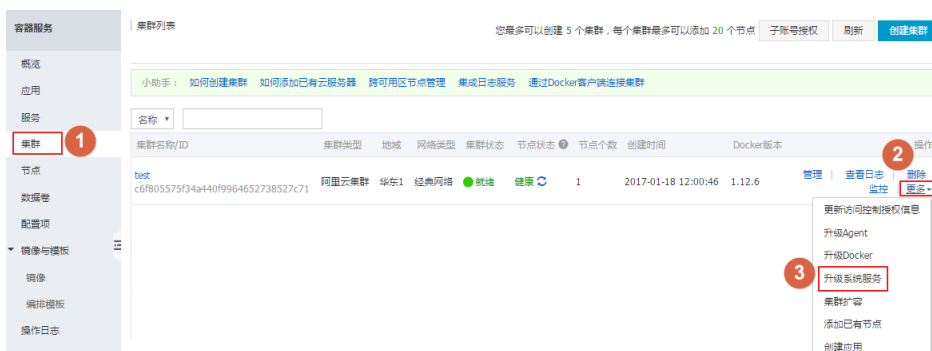 容器服务
集群列表
您最多可以创建 5 个集群，每个集群最多可以添加 20 个节点 子账号授权 刷新 创建集群
概览
应用
服务
集群
节点
数据卷
配置项
镜像与模板
镜像
编排模板
操作日志
小助手： 如何创建集群 如何添加已有云服务器 跨可用区节点管理 集成日志服务 通过Docker客户端连接集群
名称
集群名称/ID 集群类型 地域 网络类型 集群状态 节点状态 节点个数 创建时间 Docker版本 操作
test
c6f805575f34a440f9964652738527c71
阿里云集群 华东1 经典网络 就绪 健康 1 2017-01-18 12:00:46 1.12.6
管理 | 查看日志 | 删除
监控 | 更多
更新访问控制授权信息
升级Agent
升级Docker
升级系统服务
集群扩容
添加已有节点
创建应用
1
2
3